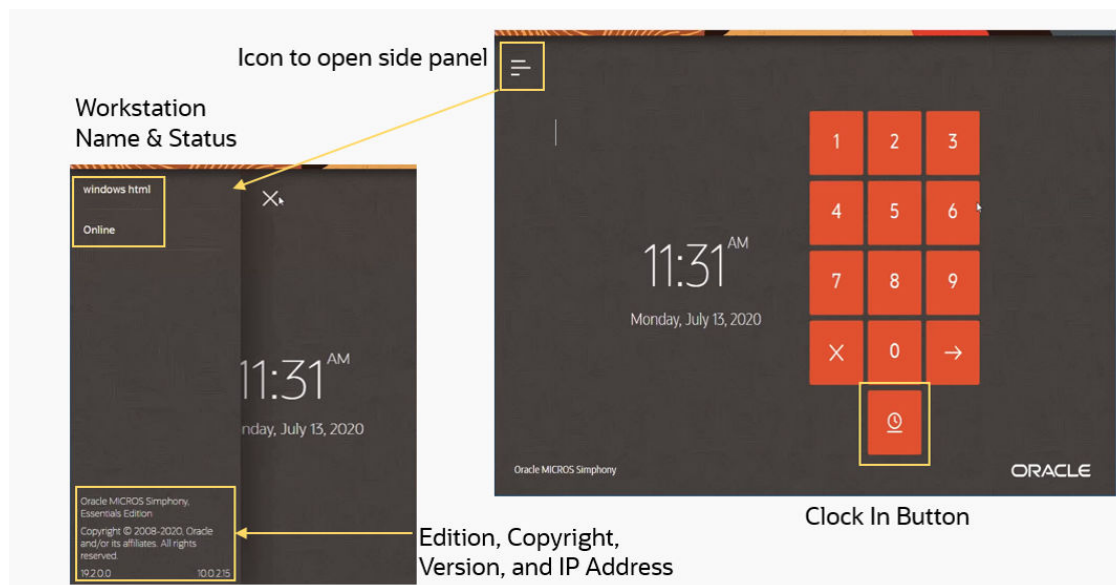 Icon to open side panel
Workstation
Name & Status
windows html
Online
11:31 AM
nday, July 13, 2020
Oracle MICROS Simphony,
Essentials Edition
Copyright © 2008-2020, Oracle
and/or its affiliates. All rights
reserved.
19.2.0.0 10.0.2.15
Edition, Copyright,
Version, and IP Address
1 2 3
4 5 6
7 8 9
0
11:31 AM
Monday, July 13, 2020
Oracle MICROS Simphony
ORACLE
Clock In Button